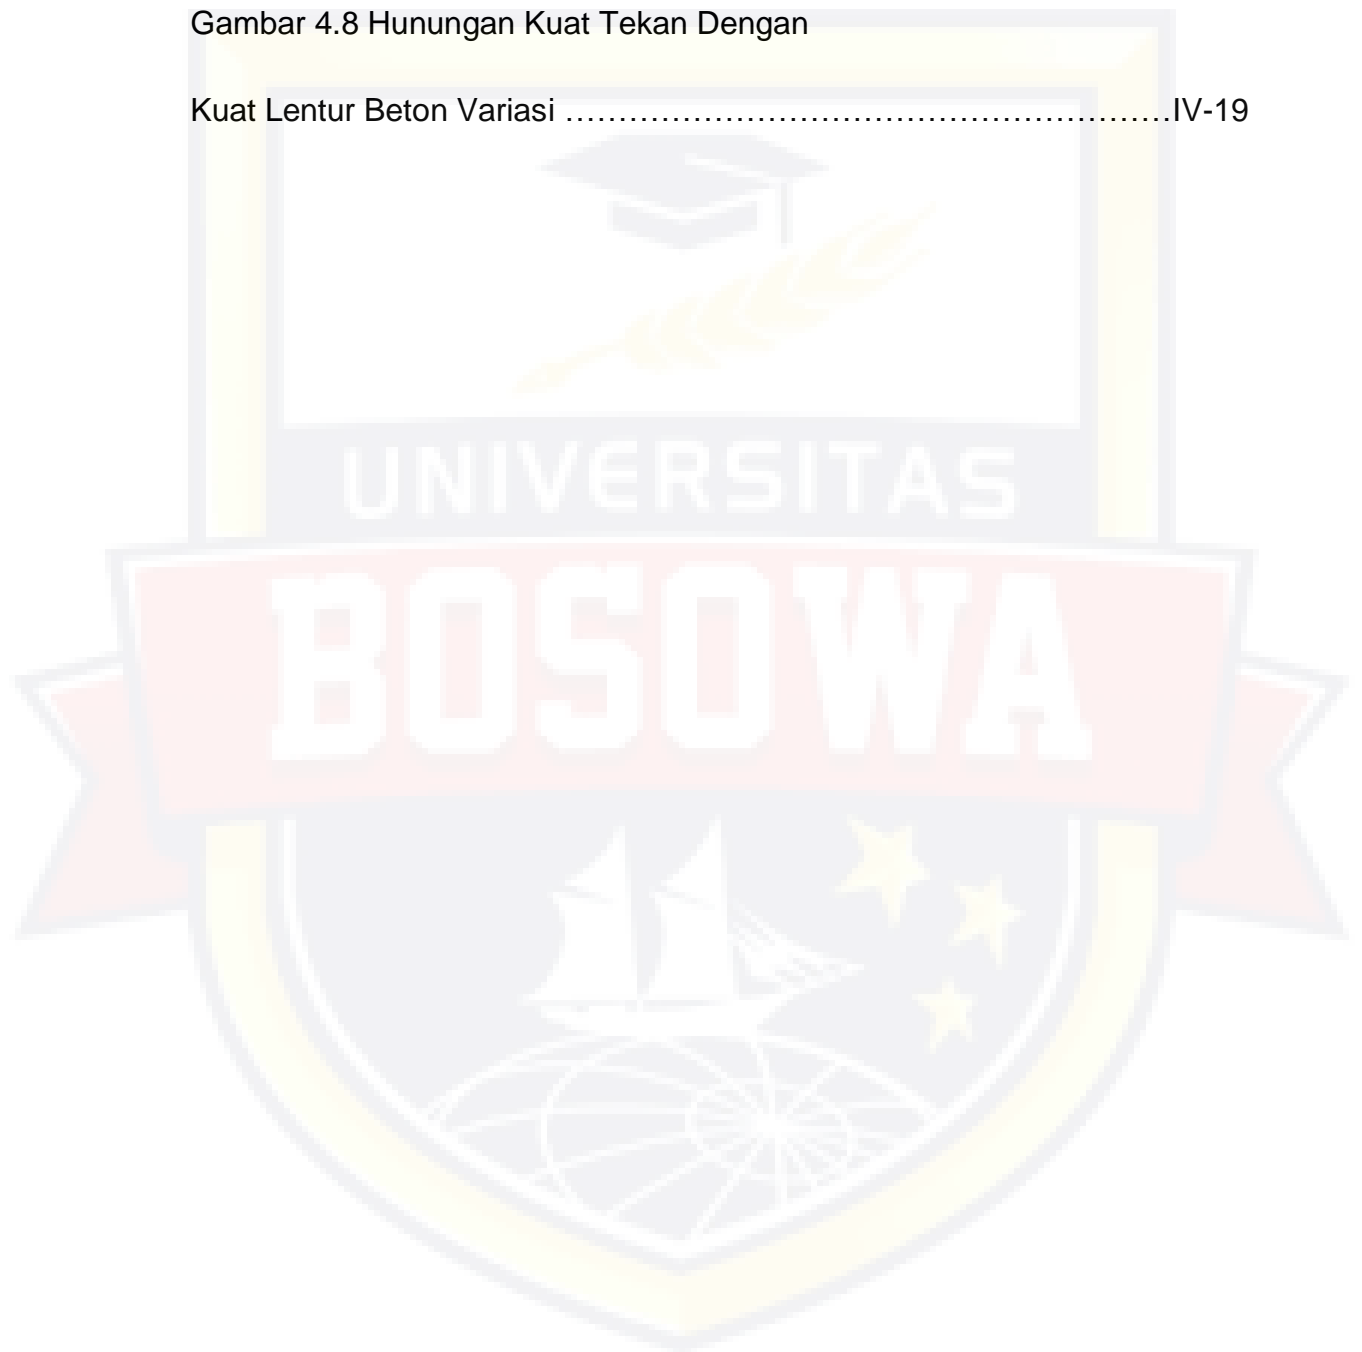 Gambar 4.8 Hunungan Kuat Tekan Dengan
Kuat Lentur Beton Variasi ………………………………………………….IV-19
UNIVERSITAS
BOSOWA